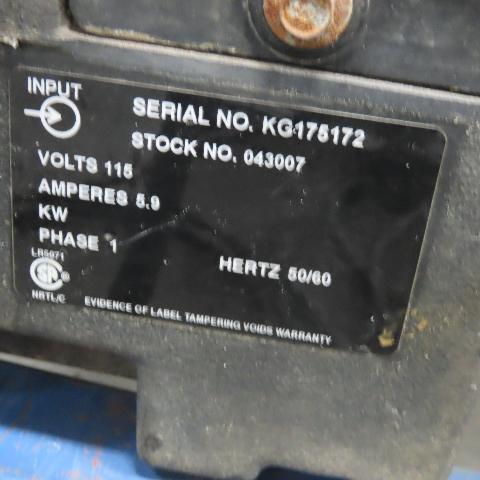 INPUT
SERIAL NO. KG175172
STOCK NO. 043007
VOLTS 115
AMPERES 5.9
KW
PHASE 1
HERTZ 50/60
LR5071
NRTL/C
EVIDENCE OF LABEL TAMPERING VOIDS WARRANTY